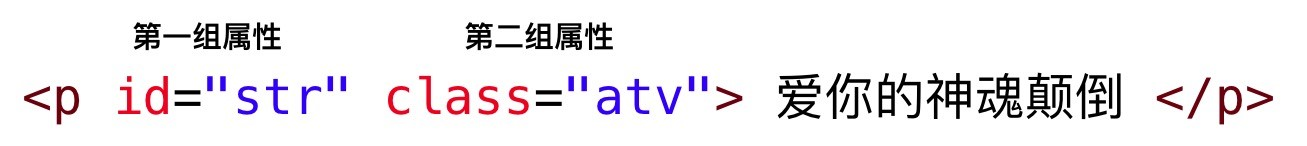 第一组属性 第二组属性
<p id="str" class="atv"> 爱你的神魂颠倒 </p>